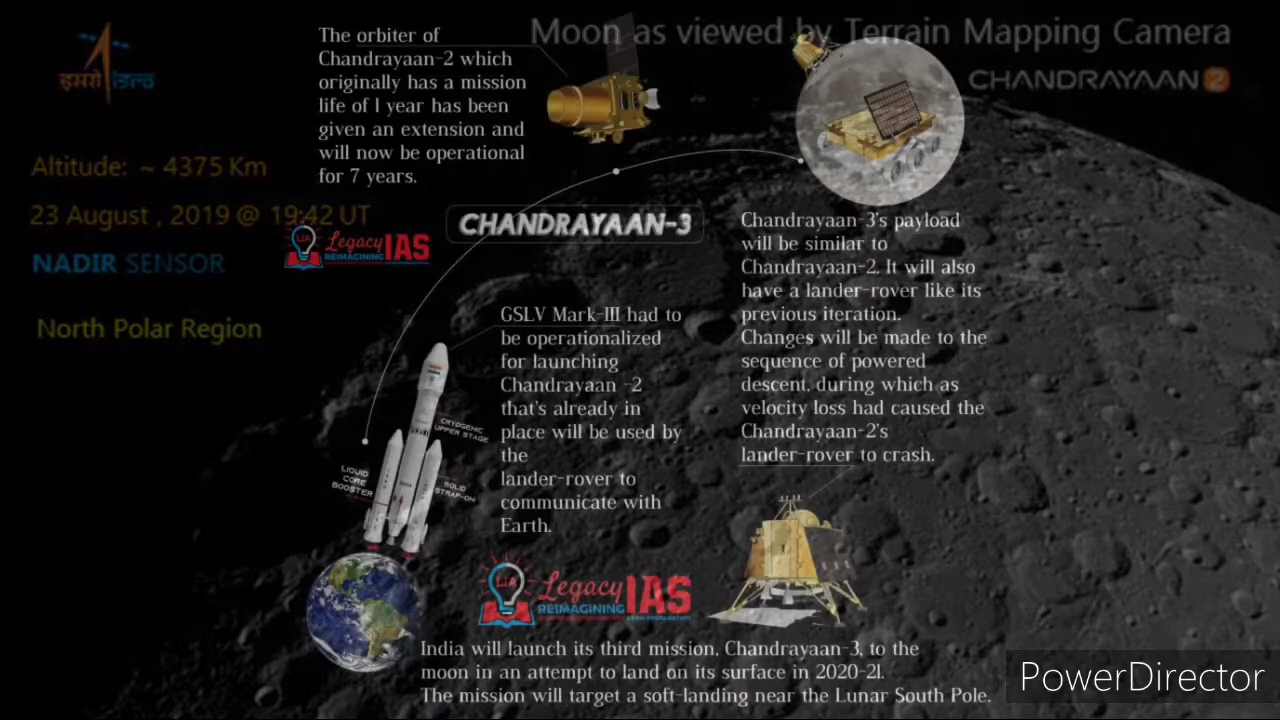 The orbiter of
Chandrayaan-2 which
originally has a mission
life of 1 year has been
given an extension and
will now be operational
for 7 years.
Moon as viewed by Terrain Mapping Camera
CHANDRAYAAN 2
इसरो isro
Altitude: ~ 4375 Km
23 August , 2019 @ 19:42 UT
NADIR SENSOR
North Polar Region
LIA Legacy IAS
REIMAGINING
CHANDRAYAAN-3
Chandrayaan-3's payload
will be similar to
Chandrayaan-2. It will also
have a lander-rover like its
previous iteration.
Changes will be made to the
sequence of powered
descent, during which as
velocity loss had caused the
Chandrayaan-2's
lander-rover to crash.
GSLV Mark-III had to
be operationalized
for launching
Chandrayaan -2
that's already in
place will be used by
the
lander-rover to
communicate with
Earth.
CRYOGENIC
UPPER STAGE
LIQUID
CORE
BOOSTER
SOLID
STRAP-ON
LIA Legacy IAS
REIMAGINING
India will launch its third mission, Chandrayaan-3, to the
moon in an attempt to land on its surface in 2020-21.
The mission will target a soft-landing near the Lunar South Pole.
PowerDirector